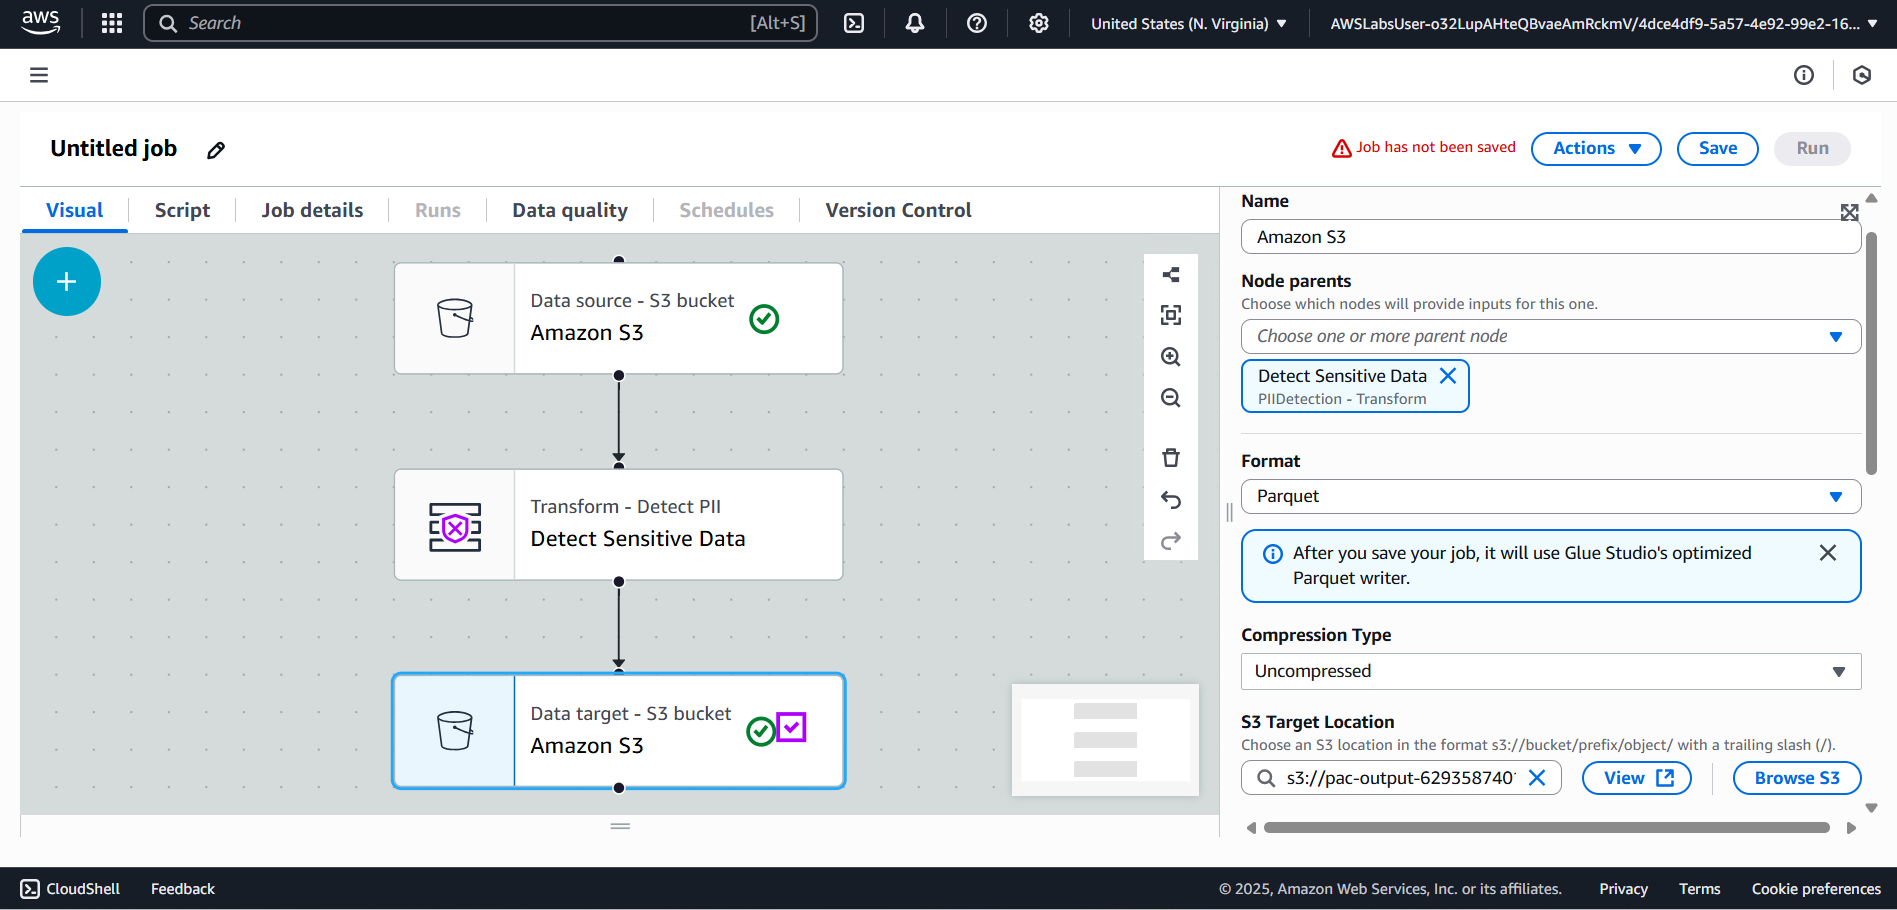 aws
Search
[Alt+S]
United States (N. Virginia)
AWSLabsUser-o32LupAHteQBvaeAmRckmV/4dce4df9-5a57-4e92-99e2-16...
Untitled job
Job has not been saved
Actions
Save
Run
Visual
Script
Job details
Runs
Data quality
Schedules
Version Control
Data source - S3 bucket
Amazon S3
Transform - Detect PII
Detect Sensitive Data
Data target - S3 bucket
Amazon S3
Name
Amazon S3
Node parents
Choose which nodes will provide inputs for this one.
Choose one or more parent node
Detect Sensitive Data
PIIDetection - Transform
Format
Parquet
After you save your job, it will use Glue Studio's optimized
Parquet writer.
Compression Type
Uncompressed
S3 Target Location
Choose an S3 location in the format s3://bucket/prefix/object/ with a trailing slash (/).
s3://pac-output-629358740
View
Browse S3
CloudShell
Feedback
© 2025, Amazon Web Services, Inc. or its affiliates.
Privacy
Terms
Cookie preferences